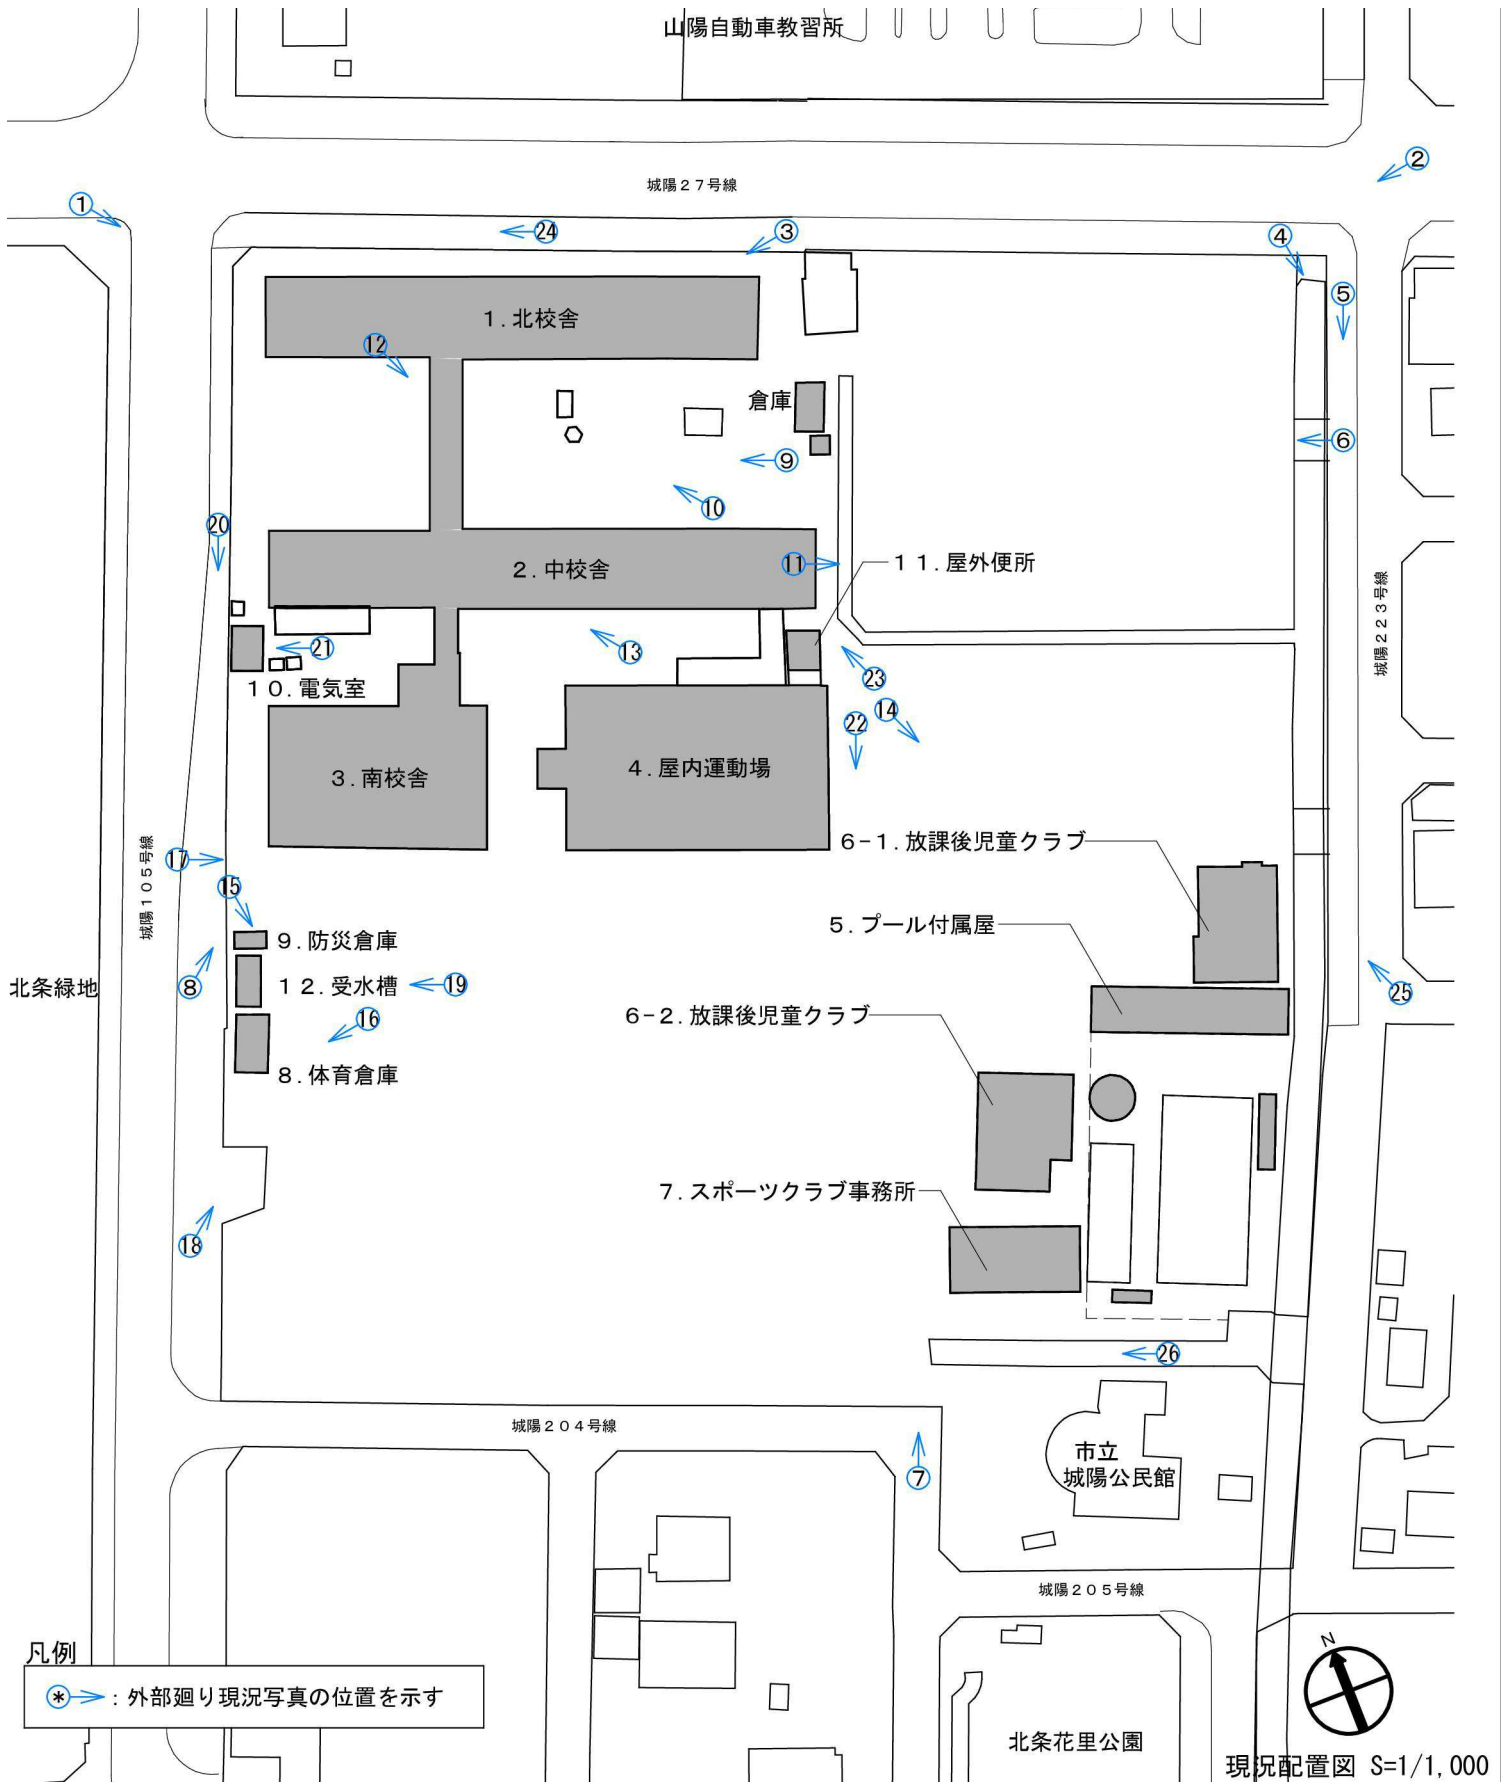 山陽自動車教習所
②
城陽２７号線
①
㉔
③
④
⑤
１．北校舎
⑫
倉庫
⑥
⑨
⑩
⑳
２．中校舎
⑪
１１．屋外便所
城陽２２３号線
㉑
⑬
㉓
１０．電気室
⑭
㉒
３．南校舎
４．屋内運動場
６－１．放課後児童クラブ
⑰
城陽１０５号線
⑮
５．プール付属屋
９．防災倉庫
北条緑地
⑧
１２．受水槽
⑲
㉕
⑯
６－２．放課後児童クラブ
８．体育倉庫
７．スポーツクラブ事務所
⑱
㉖
城陽２０４号線
市立
城陽公民館
⑦
城陽２０５号線
凡例
N
＊：外部廻り現況写真の位置を示す
北条花里公園
現況配置図 S=1/1,000